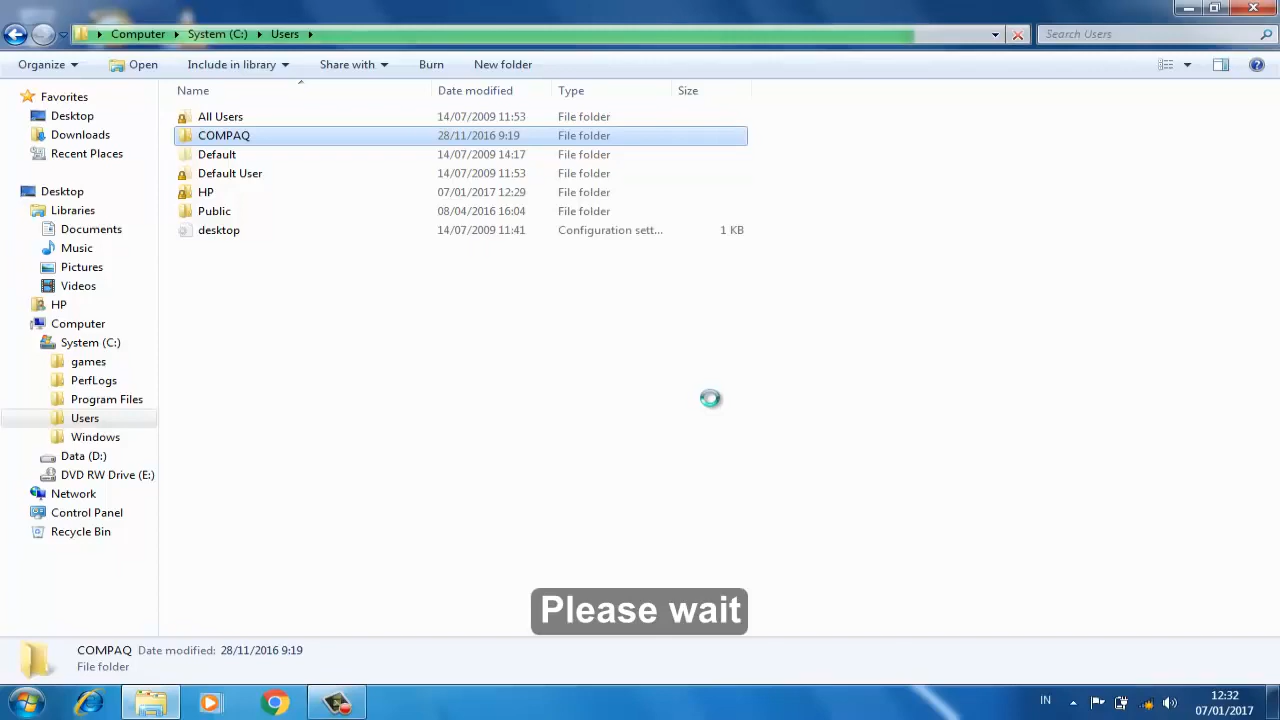 Computer System (C:) Users Search Users
Organize Open Include in library Share with Burn New folder
Name Date modified Type Size
Favorites
Desktop
Downloads
Recent Places
Desktop
Libraries
Documents
Music
Pictures
Videos
HP
Computer
System (C:)
games
PerfLogs
Program Files
Users
Windows
Data (D:)
DVD RW Drive (E:)
Network
Control Panel
Recycle Bin
All Users 14/07/2009 11:53 File folder
COMPAQ 28/11/2016 9:19 File folder
Default 14/07/2009 14:17 File folder
Default User 14/07/2009 11:53 File folder
HP 07/01/2017 12:29 File folder
Public 08/04/2016 16:04 File folder
desktop 14/07/2009 11:41 Configuration sett... 1 KB
Please wait
COMPAQ Date modified: 28/11/2016 9:19
File folder
IN 12:32
07/01/2017